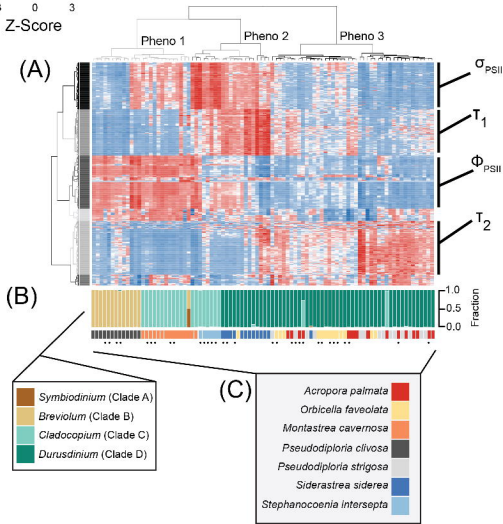 3 0 3
Z-Score
Pheno 1 Pheno 2 Pheno 3
(A)
σPSII
τ1
ΦPSII
τ2
(B)
1.0
0.5
0.0
Fraction
Symbiodinium (Clade A)
Breviolum (Clade B)
Cladocopium (Clade C)
Durusdinium (Clade D)
(C)
Acropora palmata
Orbicella faveolata
Montastrea cavernosa
Pseudodiploria clivosa
Pseudodiploria strigosa
Siderastrea siderea
Stephanocoenia intersepta